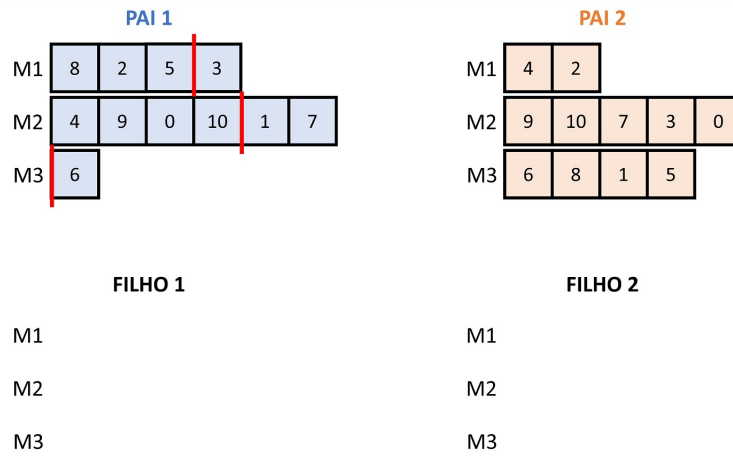 PAI 1 PAI 2
M1 8 2 5 3 M1 4 2
M2 4 9 0 10 1 7 M2 9 10 7 3 0
M3 6 M3 6 8 1 5
FILHO 1 FILHO 2
M1 M1
M2 M2
M3 M3